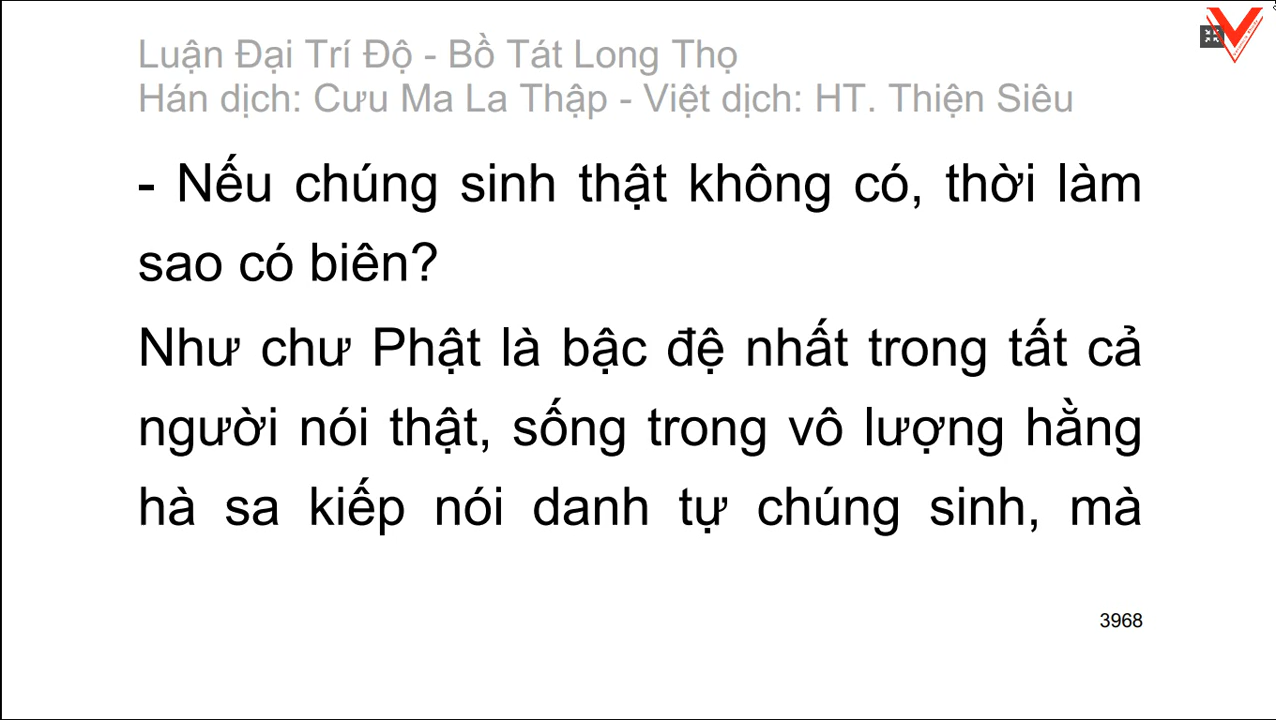 Luận Đại Trí Độ - Bồ Tát Long Thọ
Hán dịch: Cưu Ma La Thập - Việt dịch: HT. Thiện Siêu
- Nếu chúng sinh thật không có, thời làm
sao có biên?
Như chư Phật là bậc đệ nhất trong tất cả
người nói thật, sống trong vô lượng hằng
hà sa kiếp nói danh tự chúng sinh, mà
3968